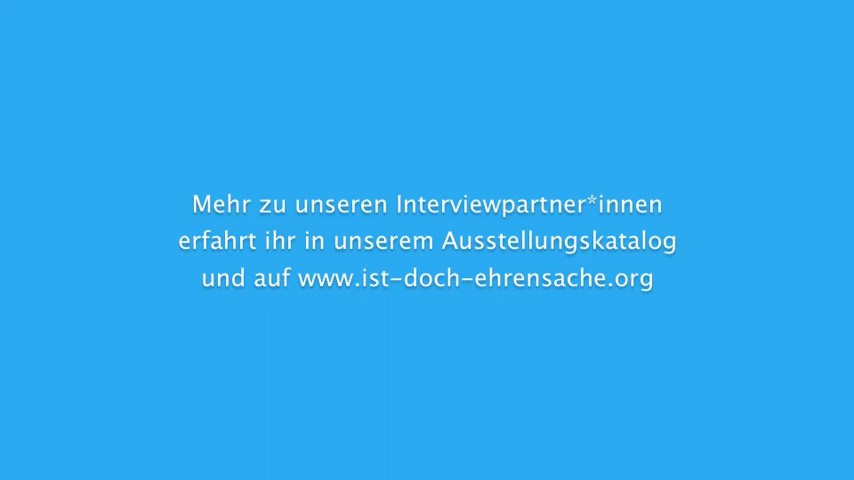 Mehr zu unseren Interviewpartner*innen
erfahrt ihr in unserem Ausstellungskatalog
und auf www.ist-doch-ehrensache.org